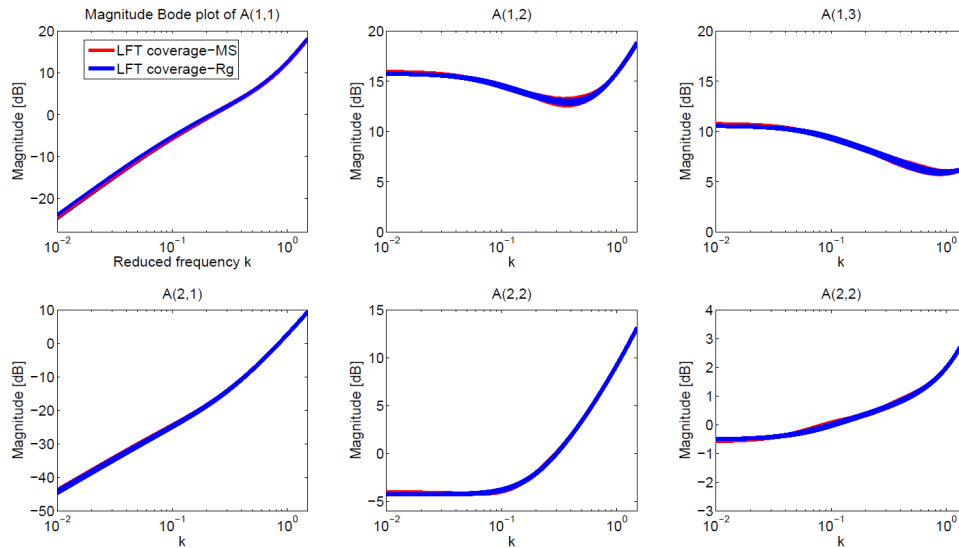 Magnitude Bode plot of A(1,1)
Magnitude [dB]
20
10
0
−10
−20
LFT coverage−MS
LFT coverage−Rg
10^−2
10^−1
10^0
Reduced frequency k
A(1,2)
Magnitude [dB]
20
15
10
5
0
10^−2
10^−1
10^0
k
A(1,3)
Magnitude [dB]
20
15
10
5
0
10^−2
10^−1
10^0
k
A(2,1)
Magnitude [dB]
10
0
−10
−20
−30
−40
−50
10^−2
10^−1
10^0
k
A(2,2)
Magnitude [dB]
15
10
5
0
−5
10^−2
10^−1
10^0
k
A(2,2)
Magnitude [dB]
4
3
2
1
0
−1
−2
−3
10^−2
10^−1
10^0
k